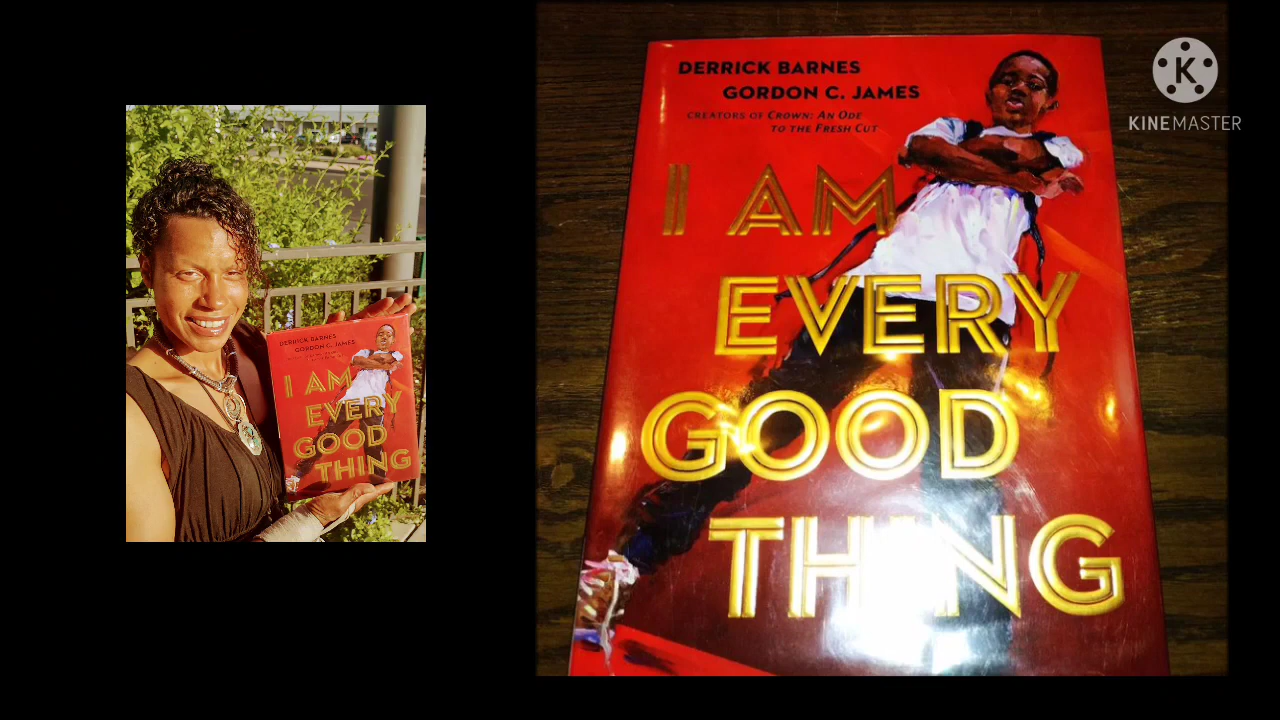 DERRICK BARNES
GORDON C. JAMES
I AM
EVERY
GOOD
THING
DERRICK BARNES
GORDON C. JAMES
CREATORS OF CROWN: AN ODE
TO THE FRESH CUT
I AM
EVERY
GOOD
THING
K
KINEMASTER